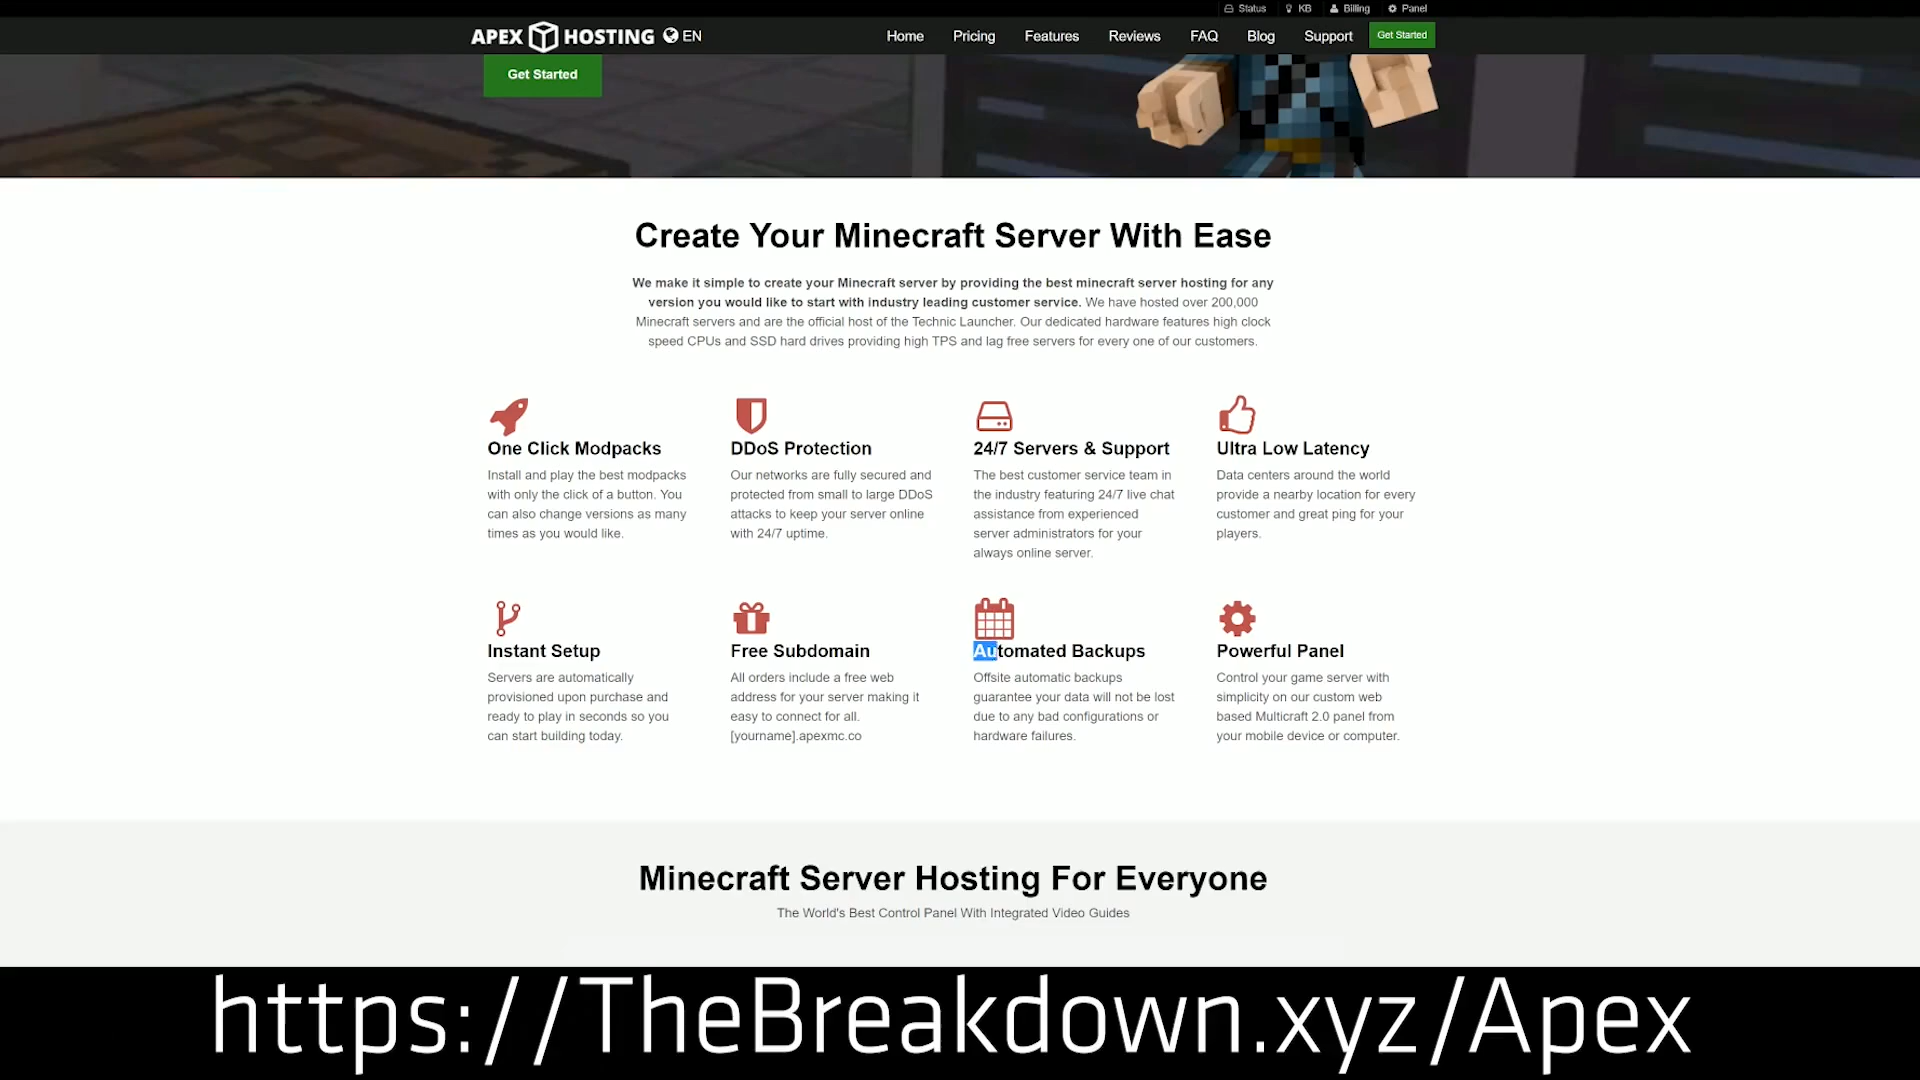 Status KB Billing Panel
APEX HOSTING EN Home Pricing Features Reviews FAQ Blog Support Get Started
Get Started
Create Your Minecraft Server With Ease
We make it simple to create your Minecraft server by providing the best minecraft server hosting for any
version you would like to start with industry leading customer service. We have hosted over 200,000
Minecraft servers and are the official host of the Technic Launcher. Our dedicated hardware features high clock
speed CPUs and SSD hard drives providing high TPS and lag free servers for every one of our customers.
One Click Modpacks
Install and play the best modpacks
with only the click of a button. You
can also change versions as many
times as you would like.
DDoS Protection
Our networks are fully secured and
protected from small to large DDoS
attacks to keep your server online
with 24/7 uptime.
24/7 Servers & Support
The best customer service team in
the industry featuring 24/7 live chat
assistance from experienced
server administrators for your
always online server.
Ultra Low Latency
Data centers around the world
provide a nearby location for every
customer and great ping for your
players.
Instant Setup
Servers are automatically
provisioned upon purchase and
ready to play in seconds so you
can start building today.
Free Subdomain
All orders include a free web
address for your server making it
easy to connect for all.
[yourname].apexmc.co
Automated Backups
Offsite automatic backups
guarantee your data will not be lost
due to any bad configurations or
hardware failures.
Powerful Panel
Control your game server with
simplicity on our custom web
based Multicraft 2.0 panel from
your mobile device or computer.
Minecraft Server Hosting For Everyone
The World's Best Control Panel With Integrated Video Guides
https://TheBreakdown.xyz/Apex